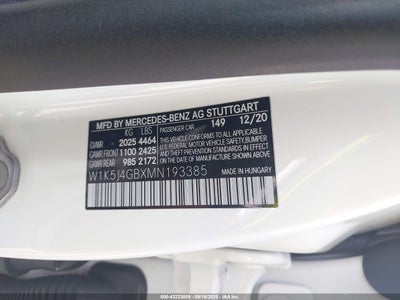 MFD BY MERCEDES-BENZ AG STUTTGART
KG LBS
PASSENGER CAR 149 12/20
GVWR 2025 4464
GAWR FRONT 1100 2425
GAWR REAR 985 2172
THIS VEHICLE CONFORMS TO ALL APPLICABLE
U.S. FEDERAL MOTOR VEHICLE SAFETY, BUMPER
AND THEFT PREVENTION STANDARDS IN EFFECT
ON THE DATE OF MANUFACTURE SHOWN ABOVE.
W1K5J4GBXMN193385
MADE IN HUNGARY